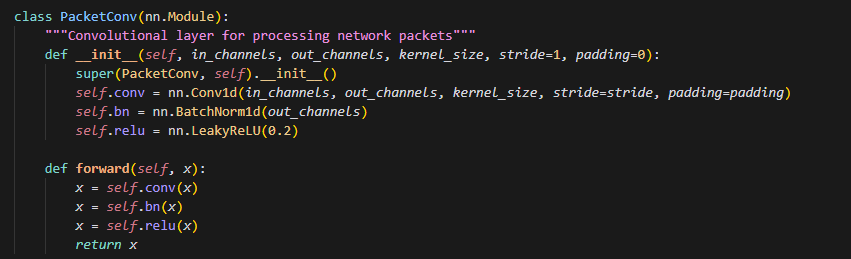 class PacketConv(nn.Module):
    """Convolutional layer for processing network packets"""
    def __init__(self, in_channels, out_channels, kernel_size, stride=1, padding=0):
        super(PacketConv, self).__init__()
        self.conv = nn.Conv1d(in_channels, out_channels, kernel_size, stride=stride, padding=padding)
        self.bn = nn.BatchNorm1d(out_channels)
        self.relu = nn.LeakyReLU(0.2)

    def forward(self, x):
        x = self.conv(x)
        x = self.bn(x)
        x = self.relu(x)
        return x